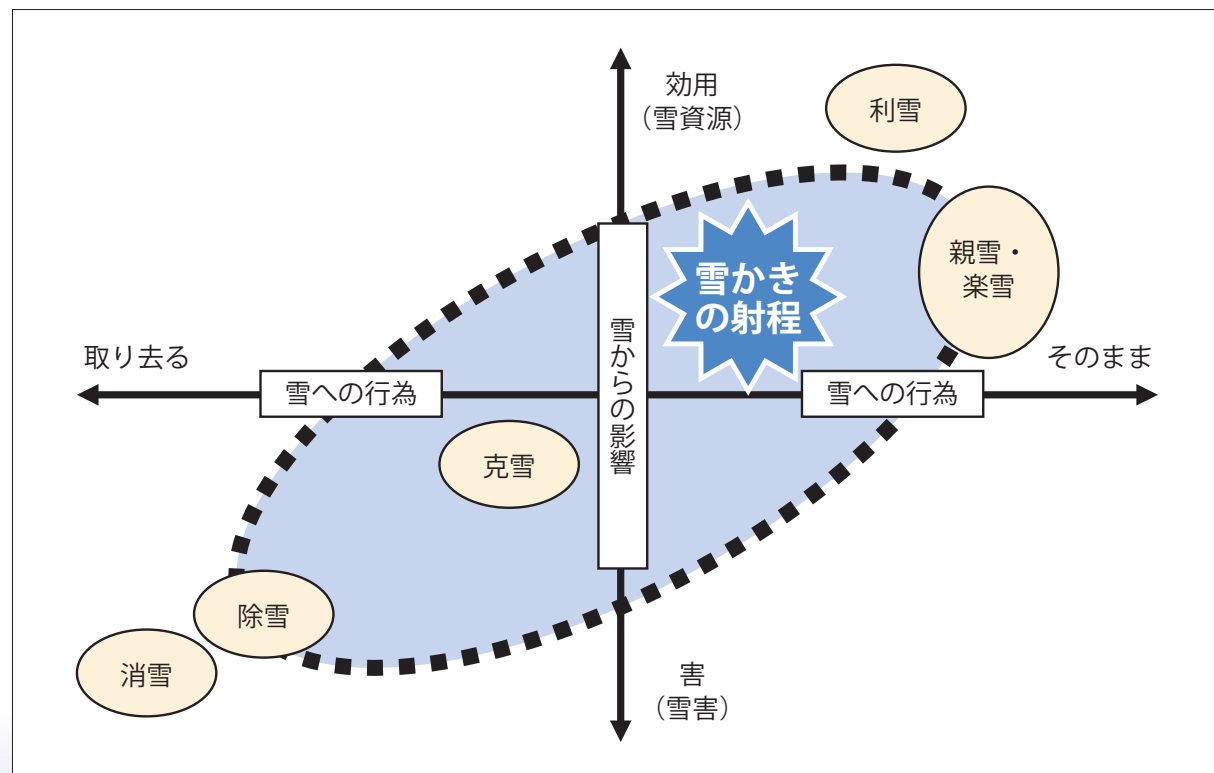 効用
（雪資源）
利雪
親雪・
楽雪
雪かき
の射程
取り去る
そのまま
雪への行為
雪からの影響
雪への行為
克雪
除雪
消雪
害
（雪害）